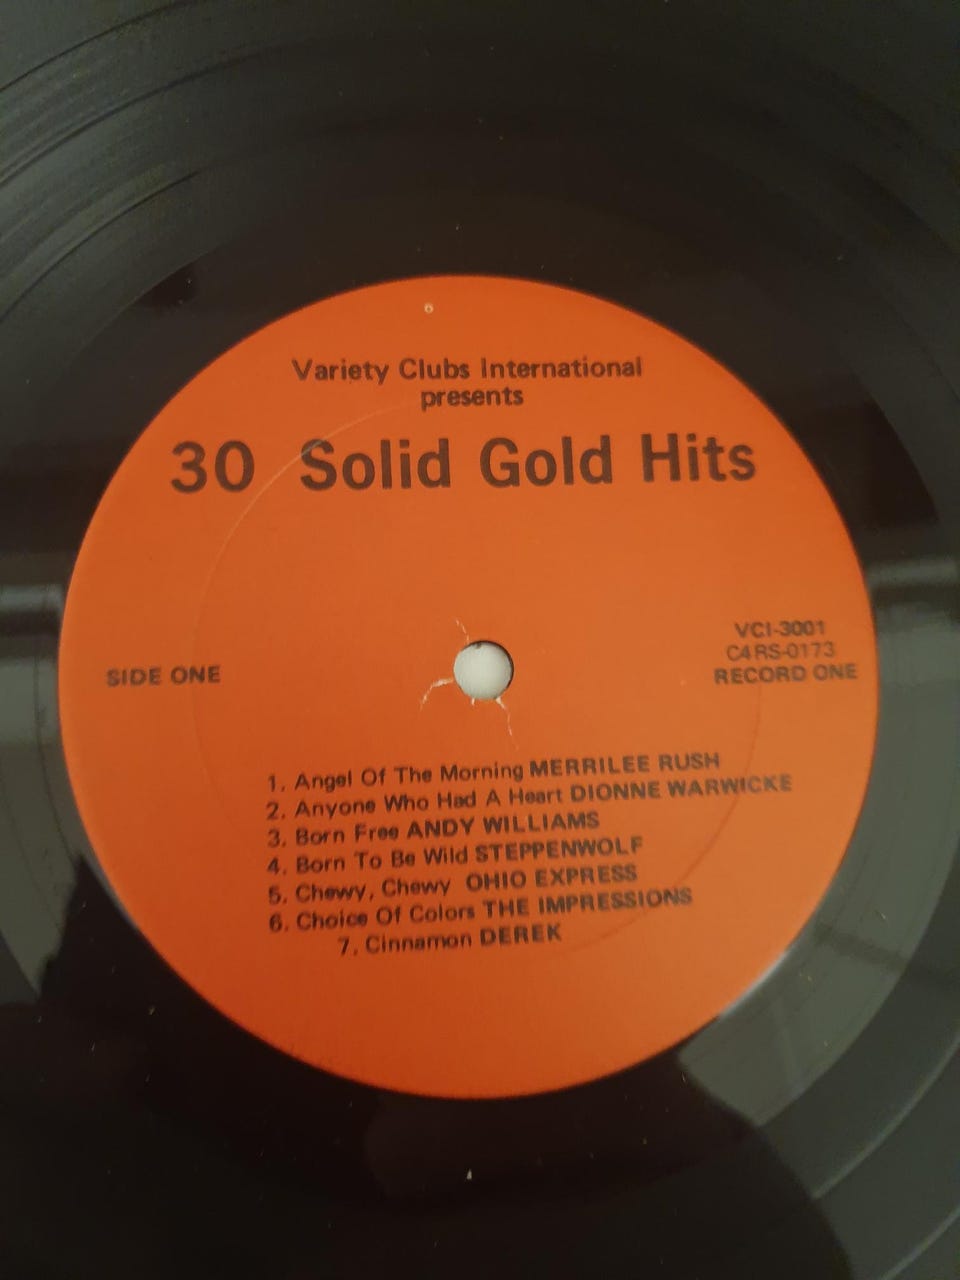 6
Variety Clubs International
presents
30 Solid Gold Hits
SIDE ONE
VCI-3001
C4RS-0173
RECORD ONE
1. Angel Of The Morning MERRILEE RUSH
2. Anyone Who Had A Heart DIONNE WARWICKE
3. Born Free ANDY WILLIAMS
4. Born To Be Wild STEPPENWOLF
5. Chewy, Chewy OHIO EXPRESS
6. Choice Of Colors THE IMPRESSIONS
7. Cinnamon DEREK